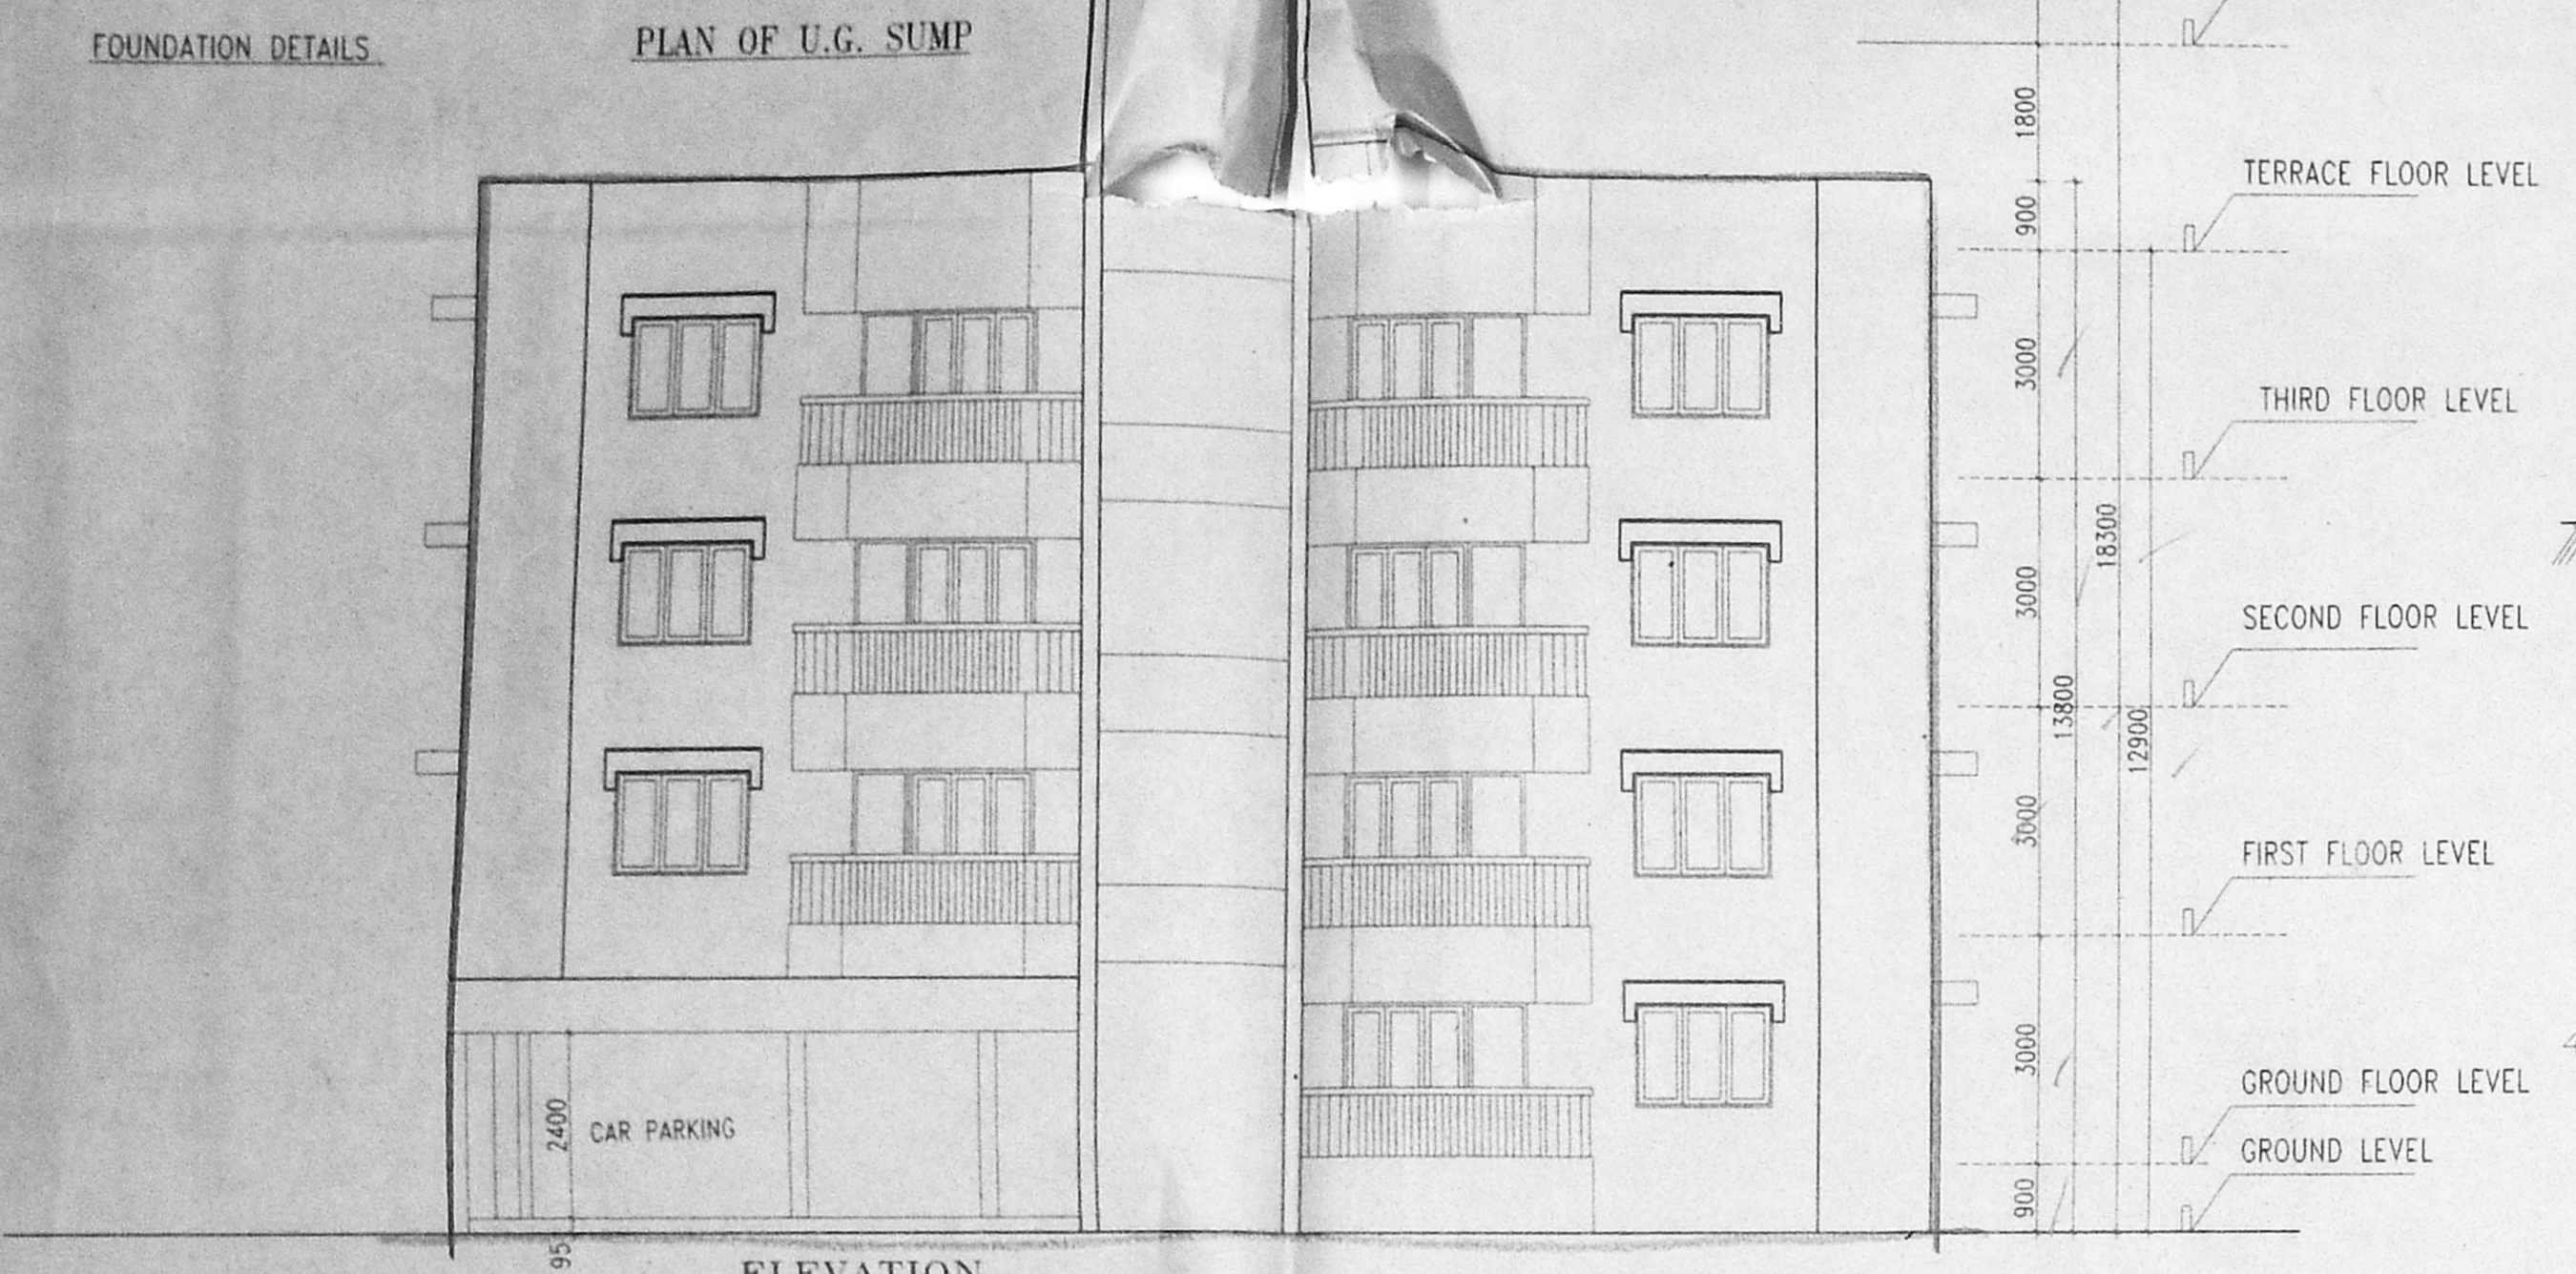 FOUNDATION DETAILS
PLAN OF U.G. SUMP
1800
TERRACE FLOOR LEVEL
900
3000
THIRD FLOOR LEVEL
18300
3000
SECOND FLOOR LEVEL
13800
12900
3000
FIRST FLOOR LEVEL
3000
GROUND FLOOR LEVEL
2400
CAR PARKING
GROUND LEVEL
900
95
ELEVATION